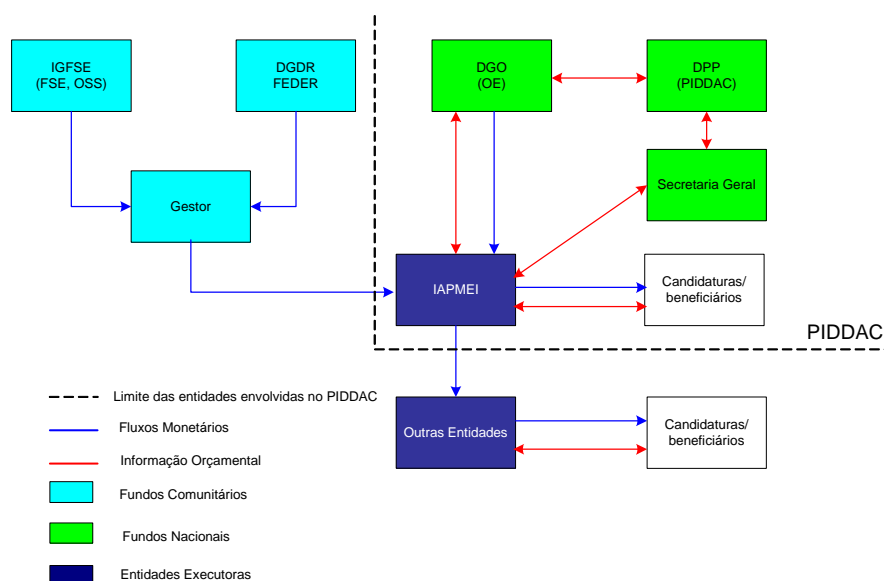 IGFSE
(FSE, OSS)
DGDR
FEDER
DGO
(OE)
DPP
(PIDDAC)
Gestor
Secretaria Geral
IAPMEI
Candidaturas/
beneficiários
PIDDAC
Limite das entidades envolvidas no PIDDAC
Fluxos Monetários
Informação Orçamental
Fundos Comunitários
Fundos Nacionais
Entidades Executoras
Outras Entidades
Candidaturas/
beneficiários